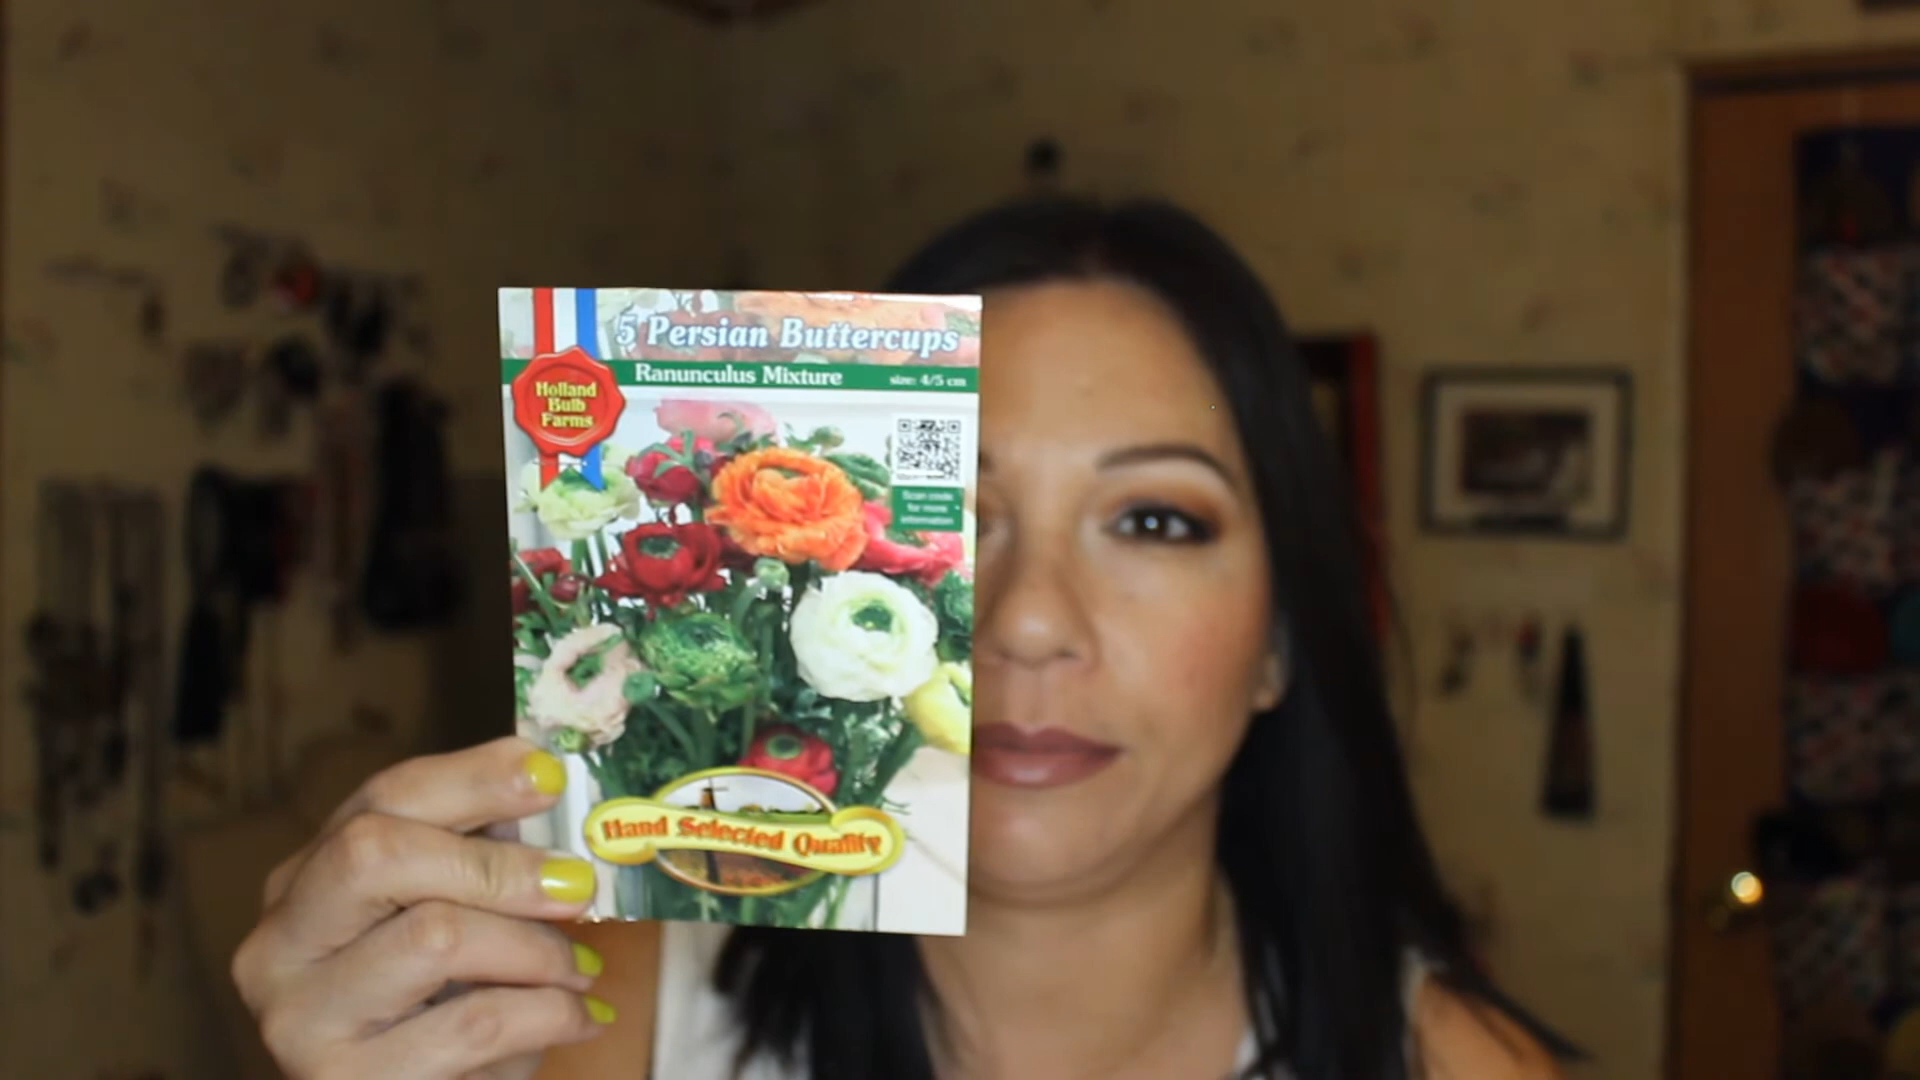 5 Persian Buttercups
Ranunculus Mixture size: 4/5 cm
Holland
Bulb
Farms
Scan code
for more
information
Hand Selected Quality